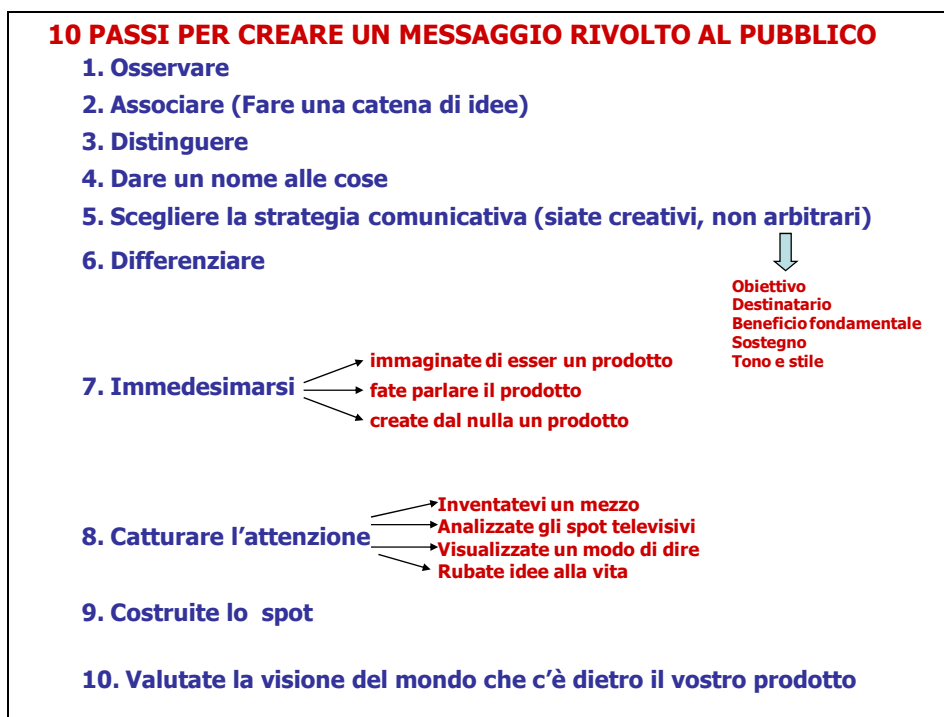 10 PASSI PER CREARE UN MESSAGGIO RIVOLTO AL PUBBLICO
1. Osservare
2. Associare (Fare una catena di idee)
3. Distinguere
4. Dare un nome alle cose
5. Scegliere la strategia comunicativa (siate creativi, non arbitrari)
6. Differenziare
Obiettivo
Destinatario
Beneficio fondamentale
Sostegno
Tono e stile
7. Immedesimarsi
immaginate di esser un prodotto
fate parlare il prodotto
create dal nulla un prodotto
8. Catturare l’attenzione
Inventatevi un mezzo
Analizzate gli spot televisivi
Visualizzate un modo di dire
Rubate idee alla vita
9. Costruite lo spot
10. Valutate la visione del mondo che c’è dietro il vostro prodotto